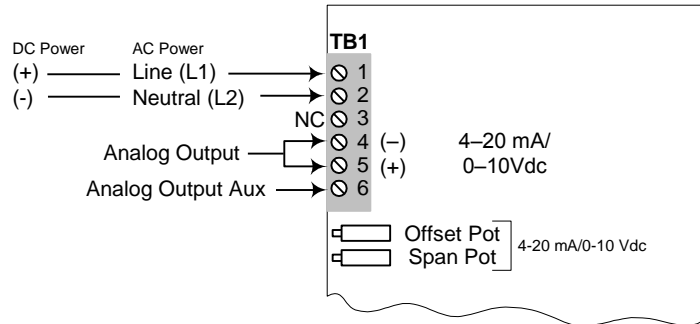 TB1
DC Power AC Power
(+) Line (L1) 1
(-) Neutral (L2) 2
NC 3
Analog Output 4 (–) 4–20 mA/
5 (+) 0–10Vdc
Analog Output Aux 6
Offset Pot
Span Pot
4-20 mA/0-10 Vdc